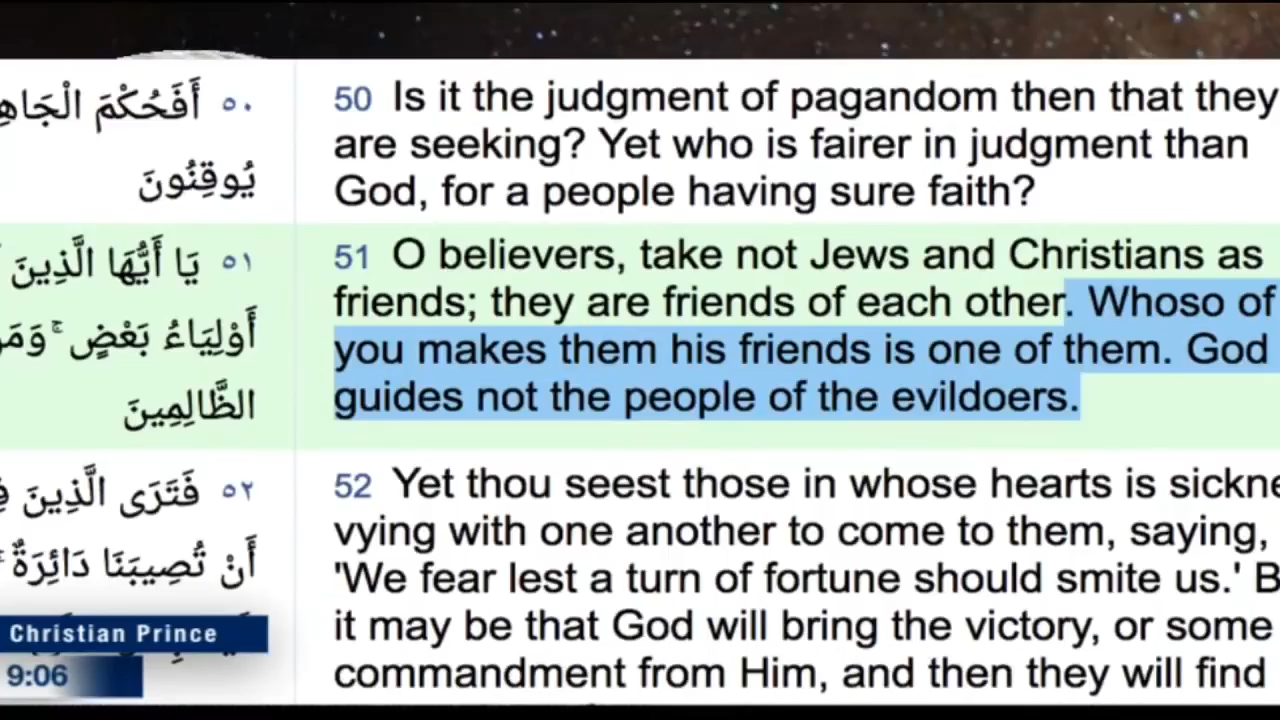 ٥٠ أَفَحُكْمَ
يُوقِنُونَ
50 Is it the judgment of pagandom then that they
are seeking? Yet who is fairer in judgment than
God, for a people having sure faith?
٥١ يَا أَيُّهَا الَّذِينَ
أَوْلِيَاءُ بَعْضٍ ۚ
الظَّالِمِينَ
51 O believers, take not Jews and Christians as
friends; they are friends of each other. Whoso of
you makes them his friends is one of them. God
guides not the people of the evildoers.
٥٢ فَتَرَى الَّذِينَ
أَنْ تُصِيبَنَا دَائِرَةٌ ۚ
52 Yet thou seest those in whose hearts is
vying with one another to come to them, saying,
'We fear lest a turn of fortune should smite us.'
it may be that God will bring the victory, or some
commandment from Him, and then they will find
Christian Prince
9:06